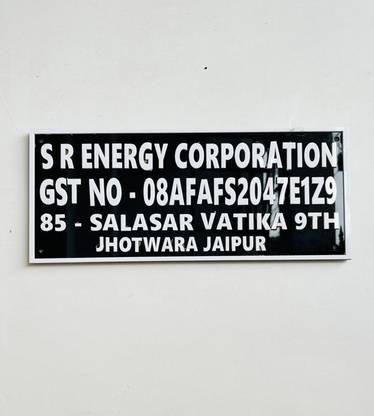 S R ENERGY CORPORATION
GST NO - 08AFAFS2047E1Z9
85 - SALASAR VATIKA 9TH
JHOTWARA JAIPUR